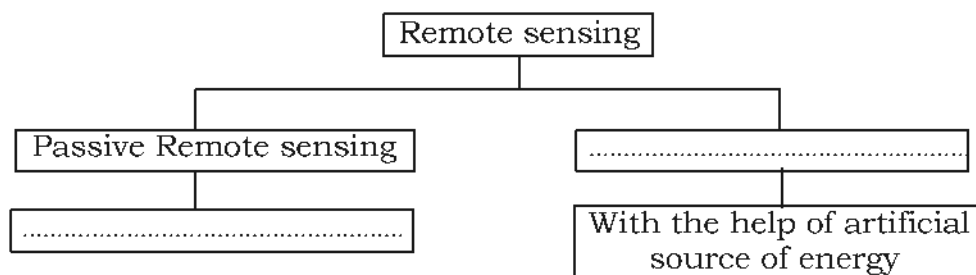 Remote sensing
Passive Remote sensing
................................................
................................................
With the help of artificial
source of energy